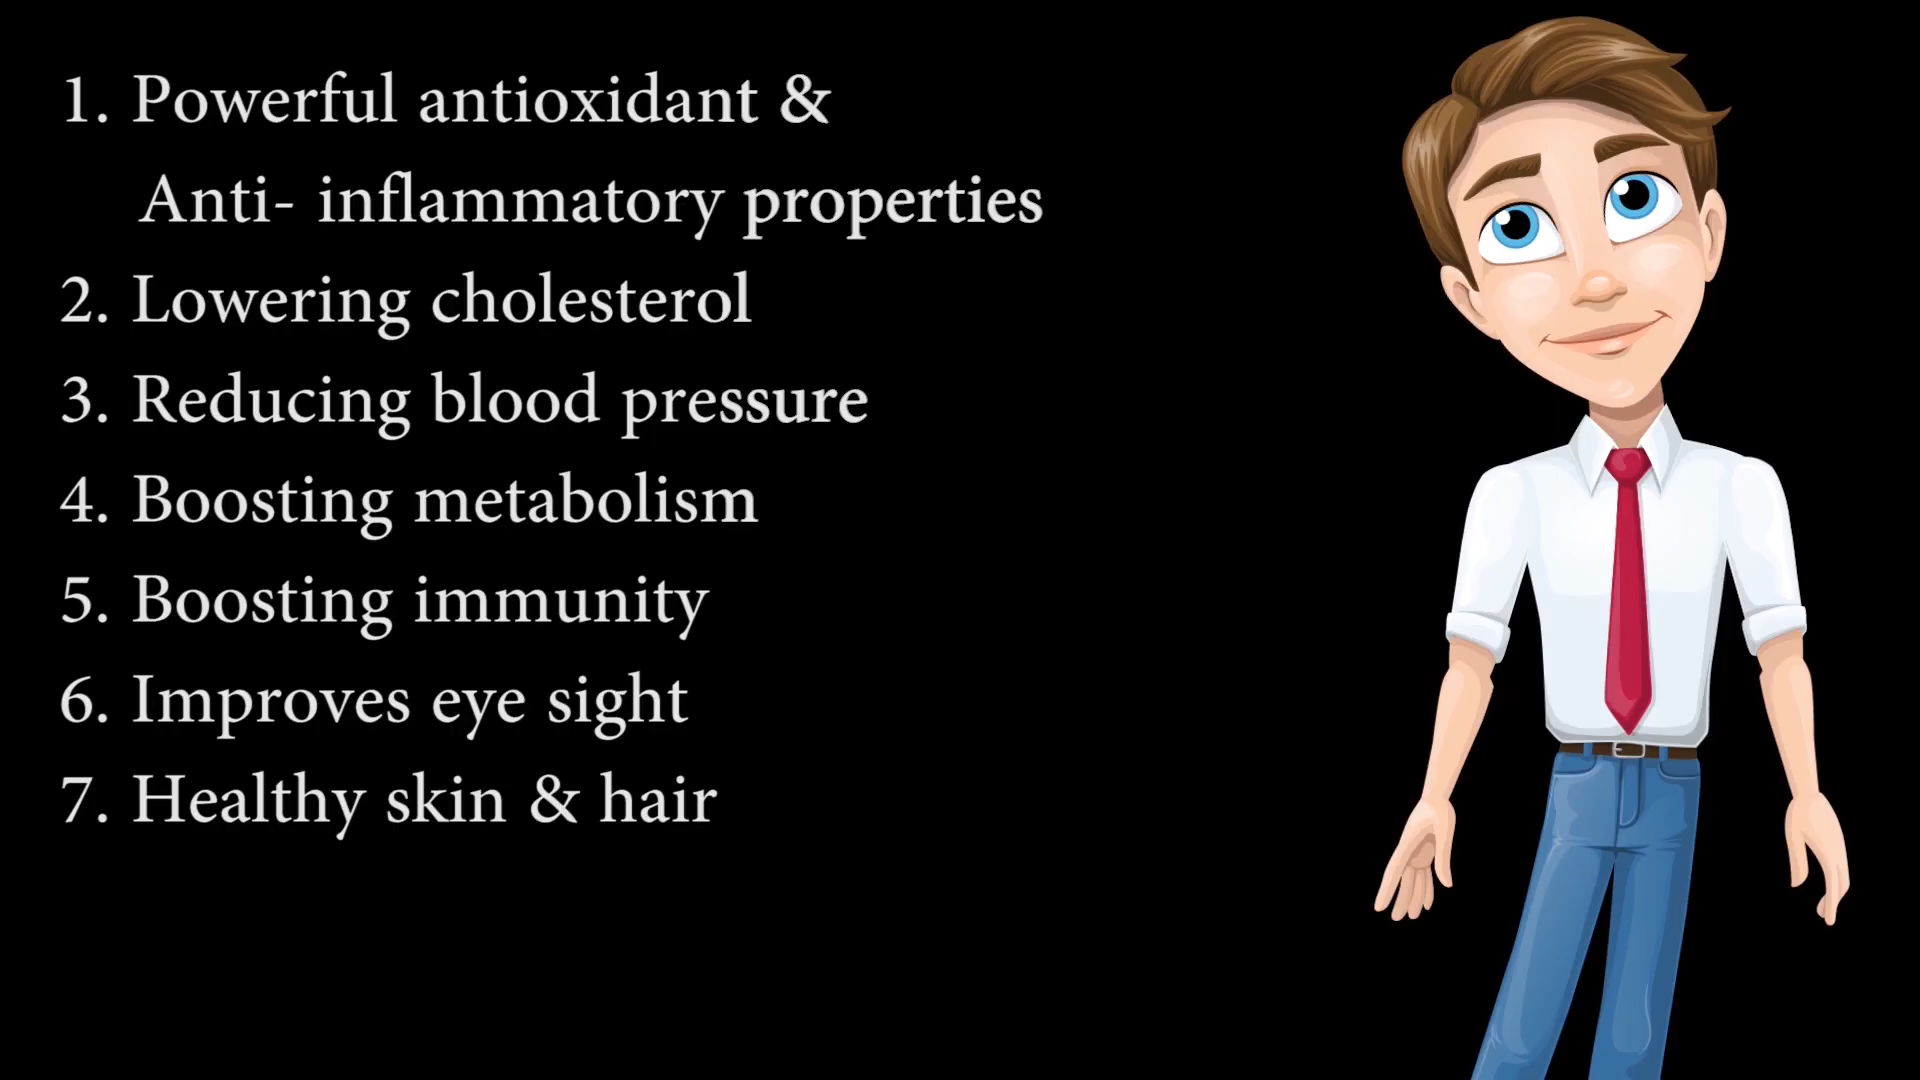 1. Powerful antioxidant &
Anti- inflammatory properties
2. Lowering cholesterol
3. Reducing blood pressure
4. Boosting metabolism
5. Boosting immunity
6. Improves eye sight
7. Healthy skin & hair